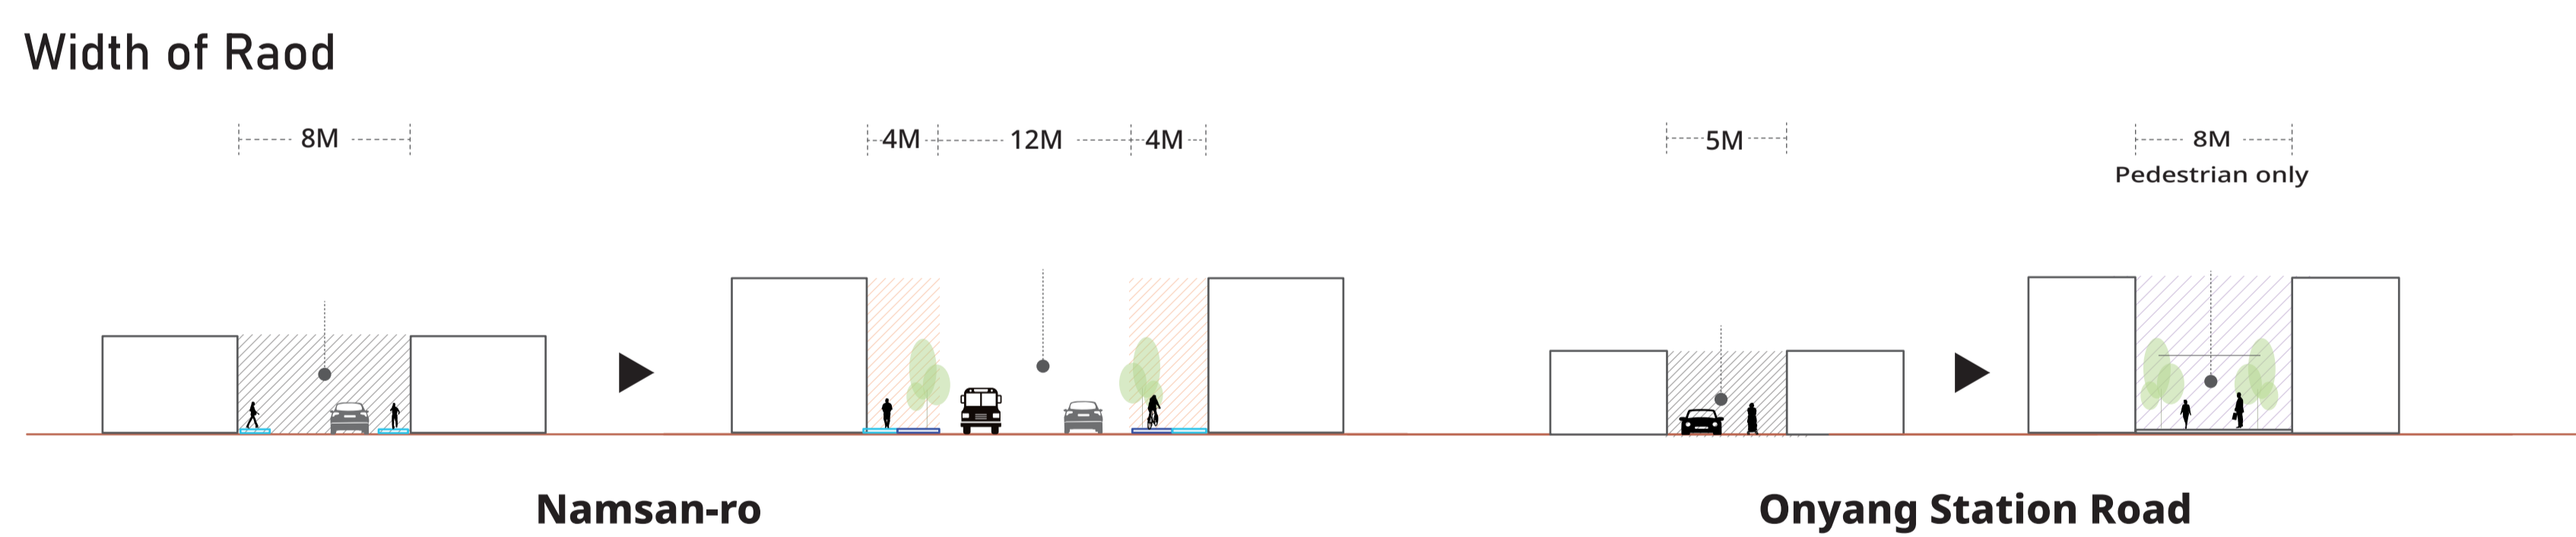 Width of Raod
8M
4M 12M 4M
5M
8M
Pedestrian only
Namsan-ro
Onyang Station Road